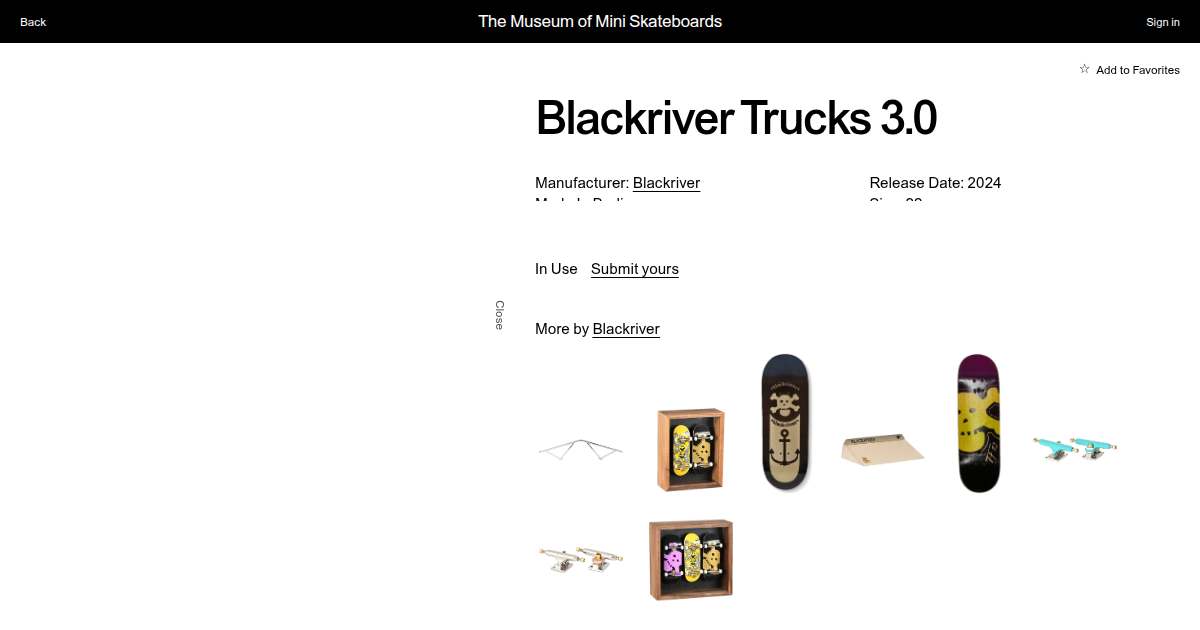 Back
The Museum of Mini Skateboards
Sign in
☆ Add to Favorites
Blackriver Trucks 3.0
Manufacturer: Blackriver
Release Date: 2024
In Use
Submit yours
Close
More by Blackriver